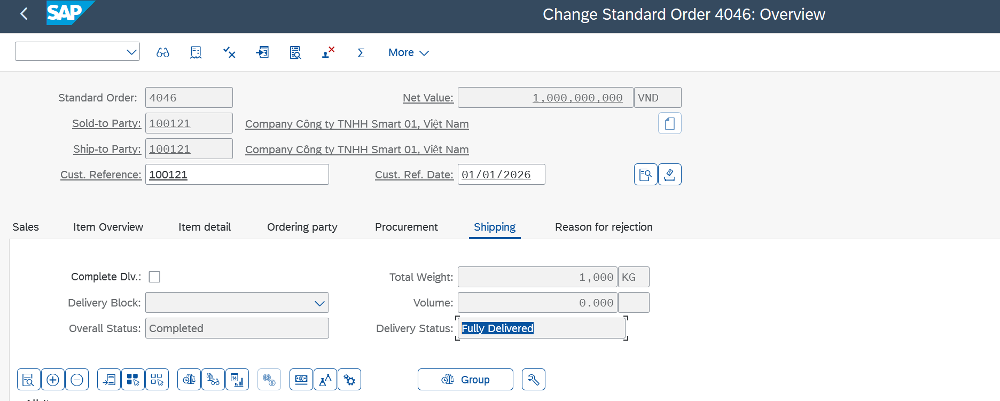 SAP
Change Standard Order 4046: Overview
More
Standard Order: 4046
Net Value: 1,000,000,000 VND
Sold-to Party: 100121 Company Công ty TNHH Smart 01, Việt Nam
Ship-to Party: 100121 Company Công ty TNHH Smart 01, Việt Nam
Cust. Reference: 100121
Cust. Ref. Date: 01/01/2026
Sales Item Overview Item detail Ordering party Procurement Shipping Reason for rejection
Complete Dlv.:
Total Weight: 1,000 KG
Delivery Block:
Volume: 0.000
Overall Status: Completed
Delivery Status: Fully Delivered
14
Group